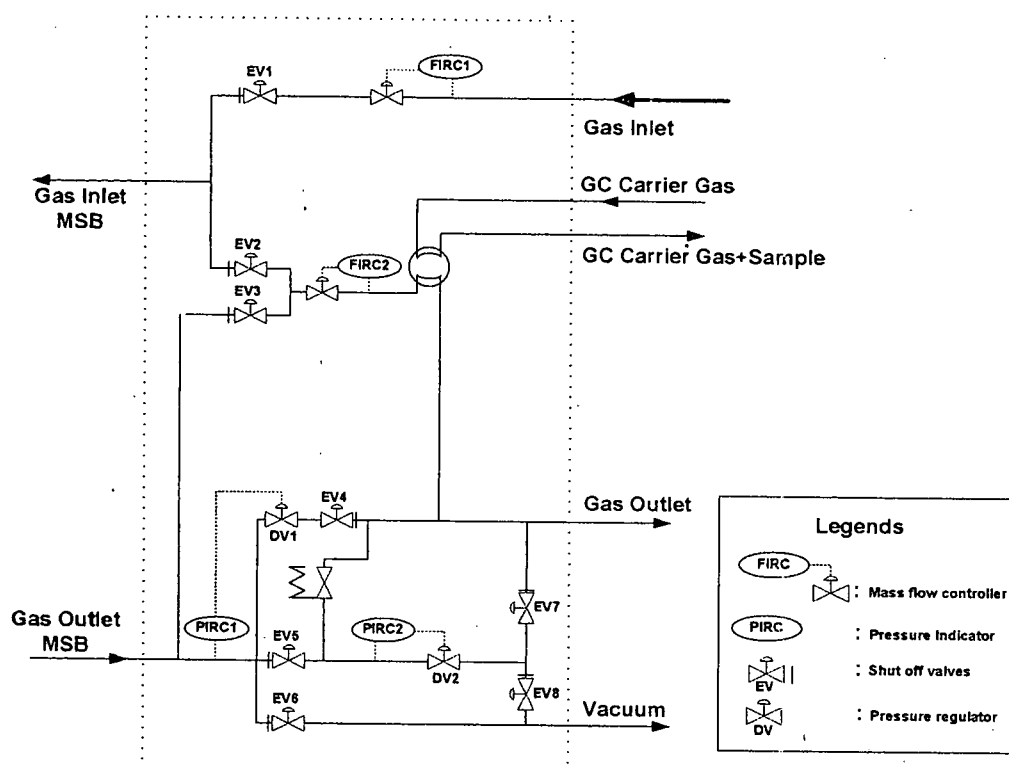 FIRC1
EV1
Gas Inlet
GC Carrier Gas
Gas Inlet
MSB
GC Carrier Gas+Sample
EV2
FIRC2
EV3
EV4
Gas Outlet
DV1
Legends
FIRC
: Mass flow controller
Gas Outlet
MSB
PIRC1
EV5
PIRC2
EV7
PIRC
: Pressure Indicator
DV2
EV8
: Shut off valves
EV
EV6
Vacuum
: Pressure regulator
DV